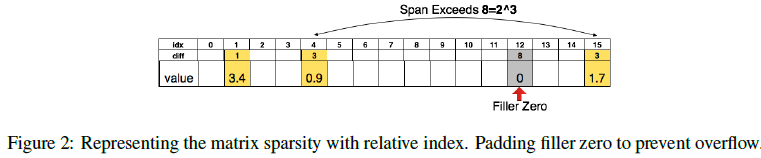 Span Exceeds 8=2^3
idx 0 1 2 3 4 5 6 7 8 9 10 11 12 13 14 15
diff 1 3 8 3
value 3.4 0.9 0 1.7
Filler Zero
Figure 2: Representing the matrix sparsity with relative index. Padding filler zero to prevent overflow.